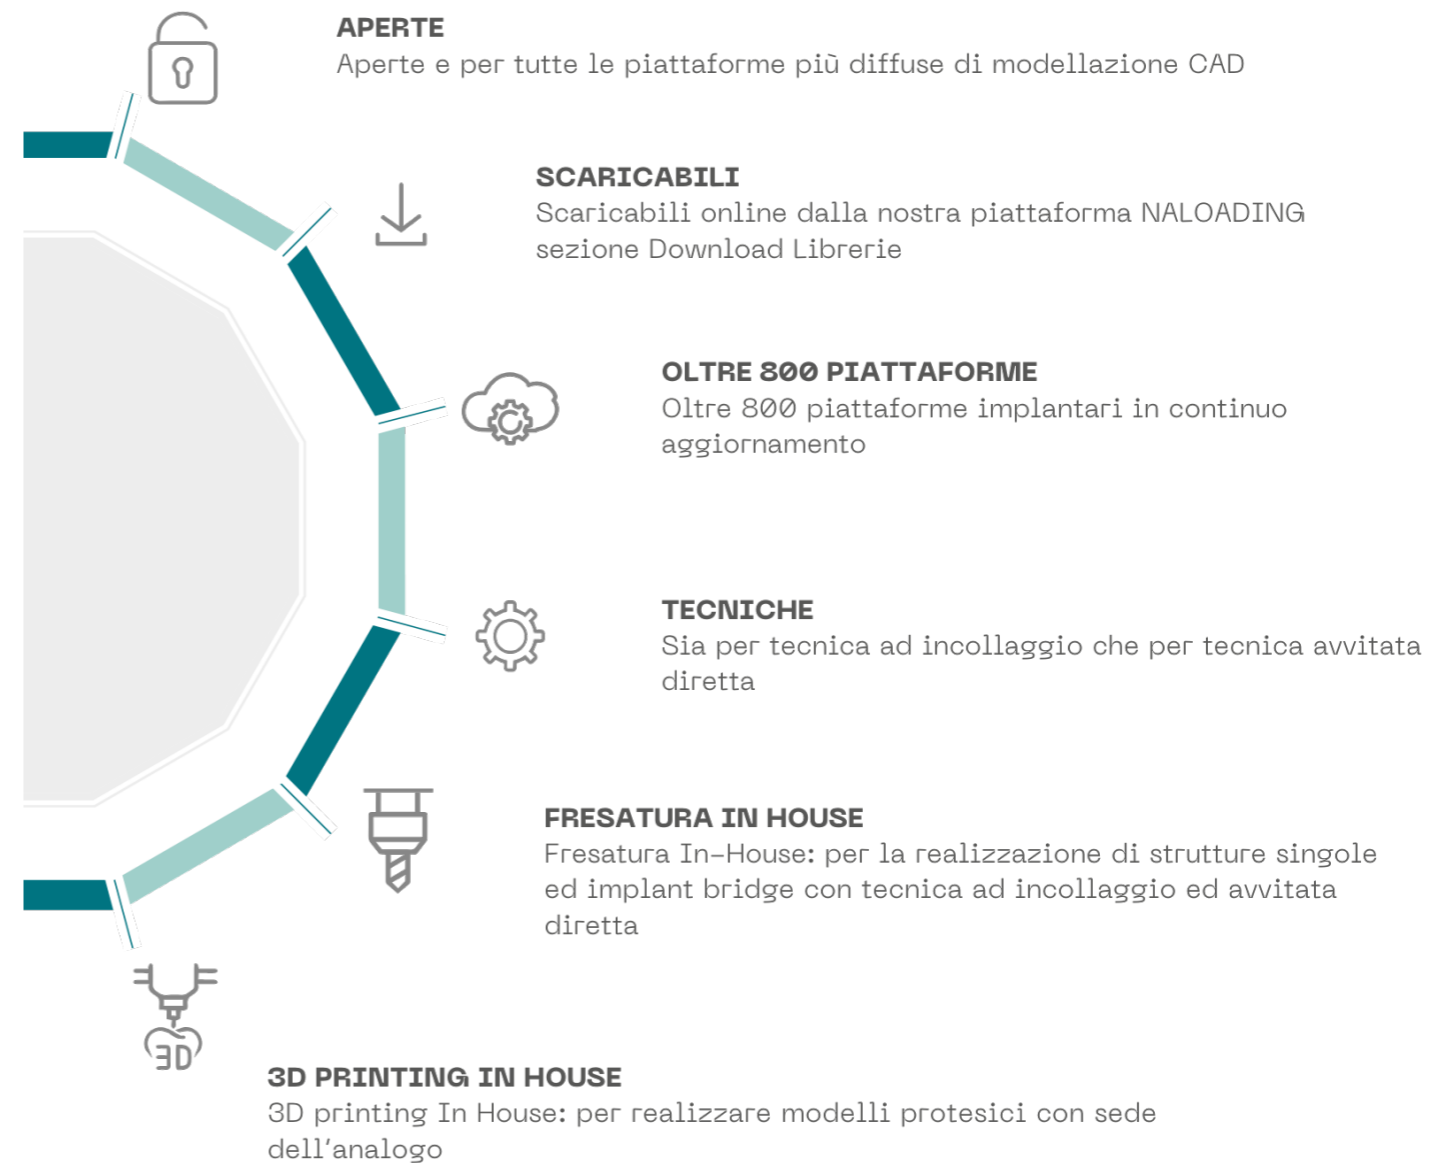 APERTE
Aperte e per tutte le piattaforme più diffuse di modellazione CAD
SCARICABILI
Scaricabili online dalla nostra piattaforma NALOADING
sezione Download Librerie
OLTRE 800 PIATTAFORME
Oltre 800 piattaforme implantari in continuo
aggiornamento
TECNICHE
Sia per tecnica ad incollaggio che per tecnica avvitata
diretta
FRESATURA IN HOUSE
Fresatura In-House: per la realizzazione di strutture singole
ed implant bridge con tecnica ad incollaggio ed avvitata
diretta
3D
3D PRINTING IN HOUSE
3D printing In House: per realizzare modelli protesici con sede
dell'analogo